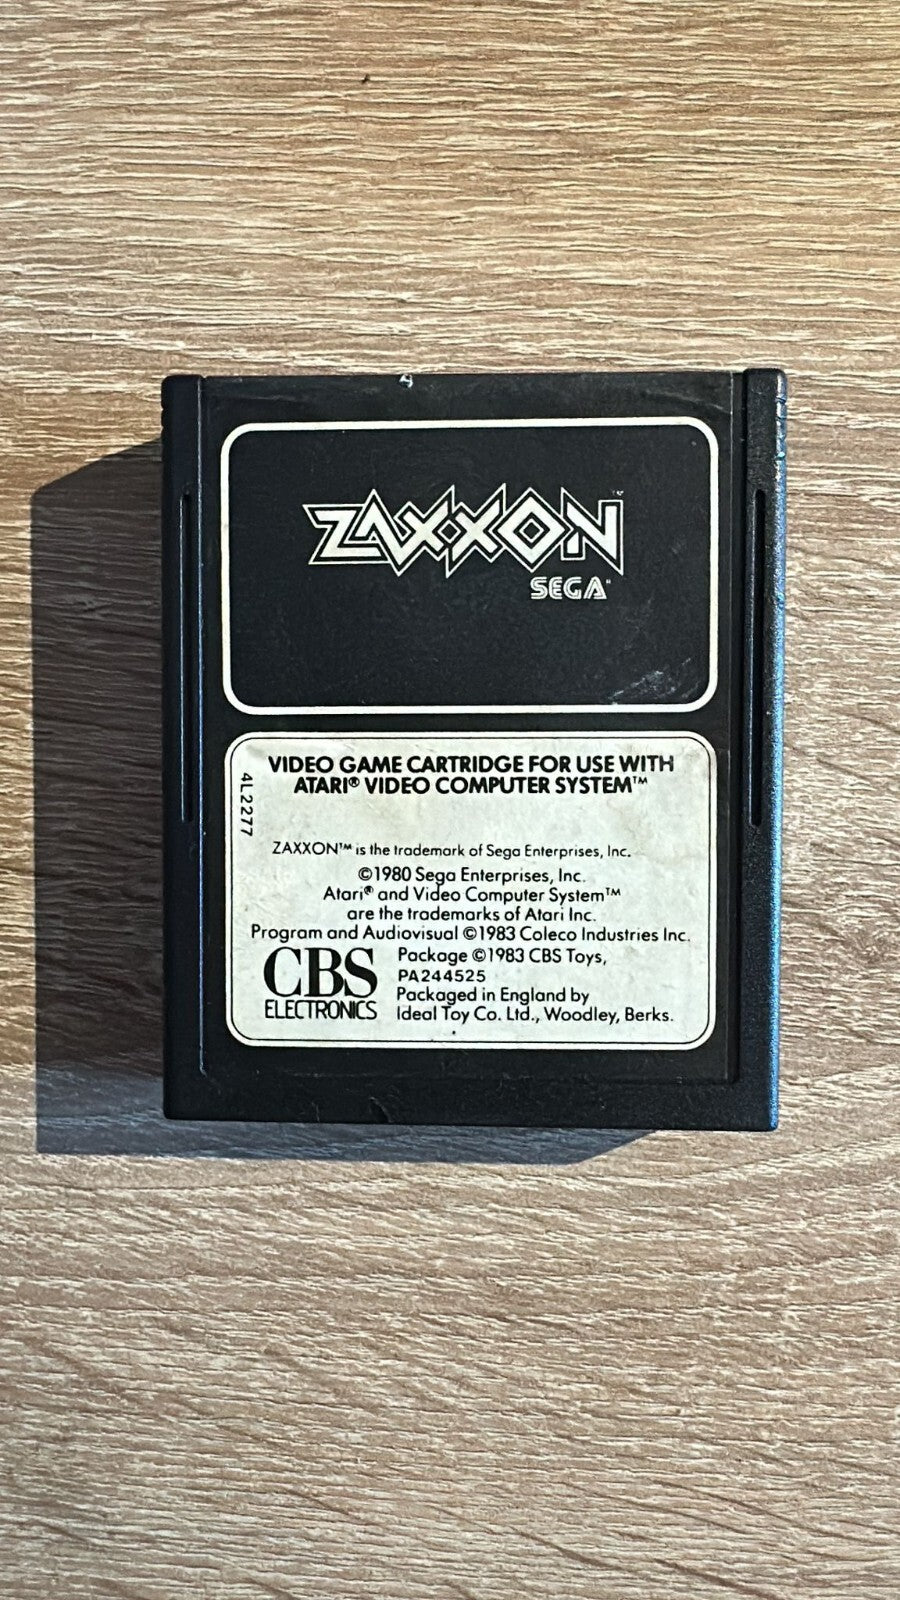 ZAXXON™
SEGA®
VIDEO GAME CARTRIDGE FOR USE WITH
ATARI® VIDEO COMPUTER SYSTEM™
4L2277
ZAXXON™ is the trademark of Sega Enterprises, Inc.
©1980 Sega Enterprises, Inc.
Atari® and Video Computer System™
are the trademarks of Atari Inc.
Program and Audiovisual ©1983 Coleco Industries Inc.
CBS
ELECTRONICS
Package ©1983 CBS Toys,
PA244525
Packaged in England by
Ideal Toy Co. Ltd., Woodley, Berks.